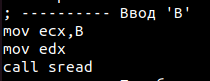 ; ---------- Ввод 'B'
mov ecx,B
mov edx
call sread